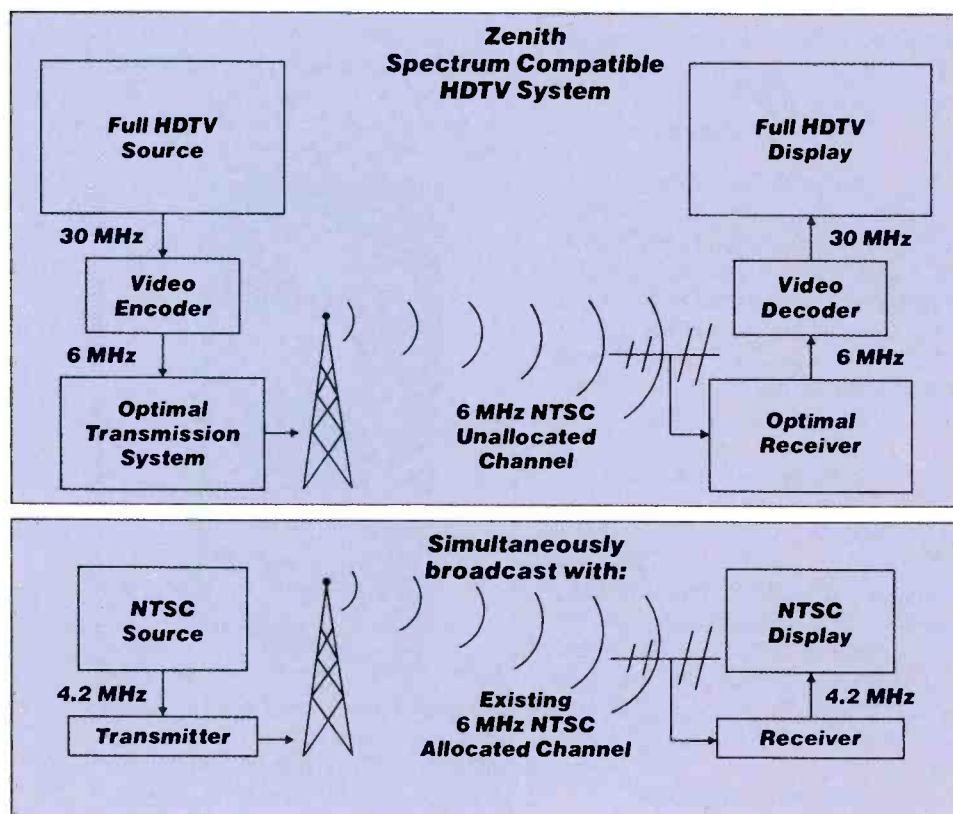 Zenith
Spectrum Compatible
HDTV System
Full HDTV
Source
30 MHz
Video
Encoder
6 MHz
Optimal
Transmission
System
6 MHz NTSC
Unallocated
Channel
Full HDTV
Display
30 MHz
Video
Decoder
6 MHz
Optimal
Receiver
Simultaneously
broadcast with:
NTSC
Source
4.2 MHz
Transmitter
Existing
6 MHz NTSC
Allocated Channel
NTSC
Display
4.2 MHz
Receiver